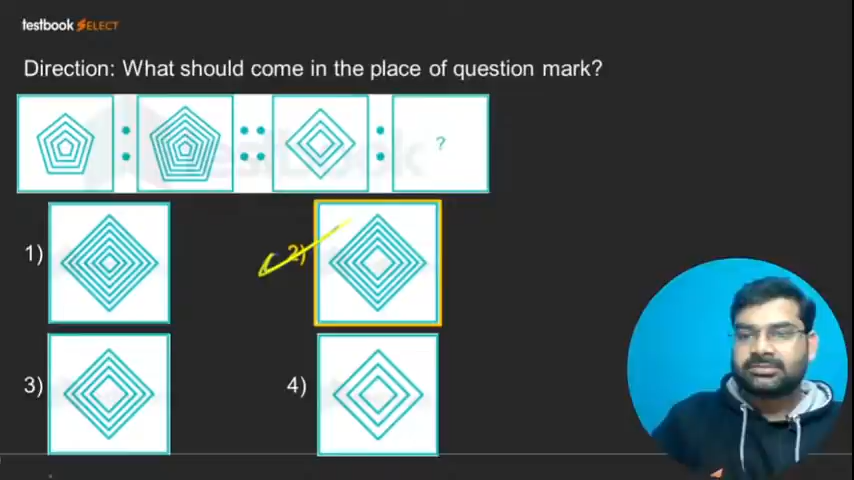 testbook SELECT
Direction: What should come in the place of question mark?
?
1)
2)
3)
4)